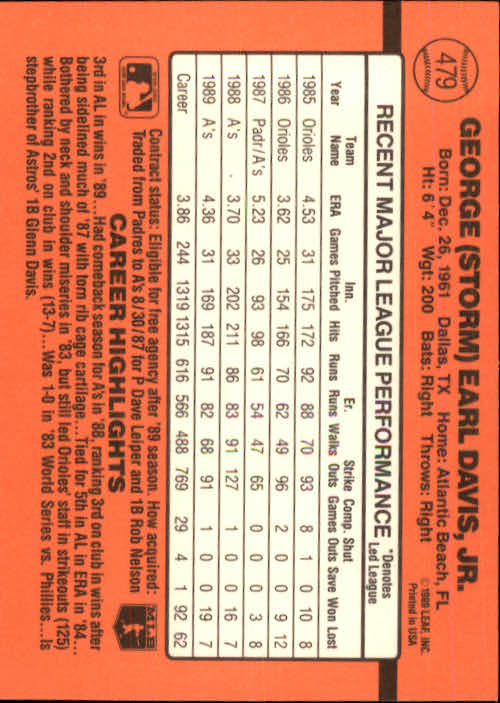 479
GEORGE (STORM) EARL DAVIS, JR.
Born: Dec. 26, 1961 Dallas, TX Home: Atlantic Beach, FL
Ht: 6' 4" Wgt: 200 Bats: Right Throws: Right
©1989 LEAF, INC.
Printed in USA
RECENT MAJOR LEAGUE PERFORMANCE *Denotes Led League
Year Team Name ERA Games Inn. Pitched Hits Runs Er. Runs Walks Strike Outs Comp. Games Shut Outs Save Won Lost
1985 Orioles 4.53 31 175 172 92 88 70 93 8 1 0 10 8
1986 Orioles 3.62 25 154 166 70 62 49 96 2 0 0 9 12
1987 Padr/A's 5.23 26 93 98 61 54 47 65 0 0 0 3 8
1988 A's 3.70 33 202 211 86 83 91 127 1 0 0 16 7
1989 A's 4.36 31 169 187 91 82 68 91 1 0 0 19 7
Career 3.86 244 1319 1315 616 566 488 769 29 4 1 92 62
Contract status: Eligible for free agency after '89 season. How acquired:
Traded from Padres to A's 8/30/87 for P Dave Leiper and 1B Rob Nelson
MLB
CAREER HIGHLIGHTS
3rd in AL in wins in '89...Had comeback season for A's in '88, ranking 3rd on club in wins after
being sidelined much of '87 with torn rib cage cartilage...Tied for 5th in AL in ERA in '84...
Bothered by neck and shoulder miseries in '83, but still led Orioles' staff in strikeouts (125)
while ranking 2nd on club in wins (13-7)...Was 1-0 in '83 World Series vs. Phillies...Is
stepbrother of Astros' 1B Glenn Davis.